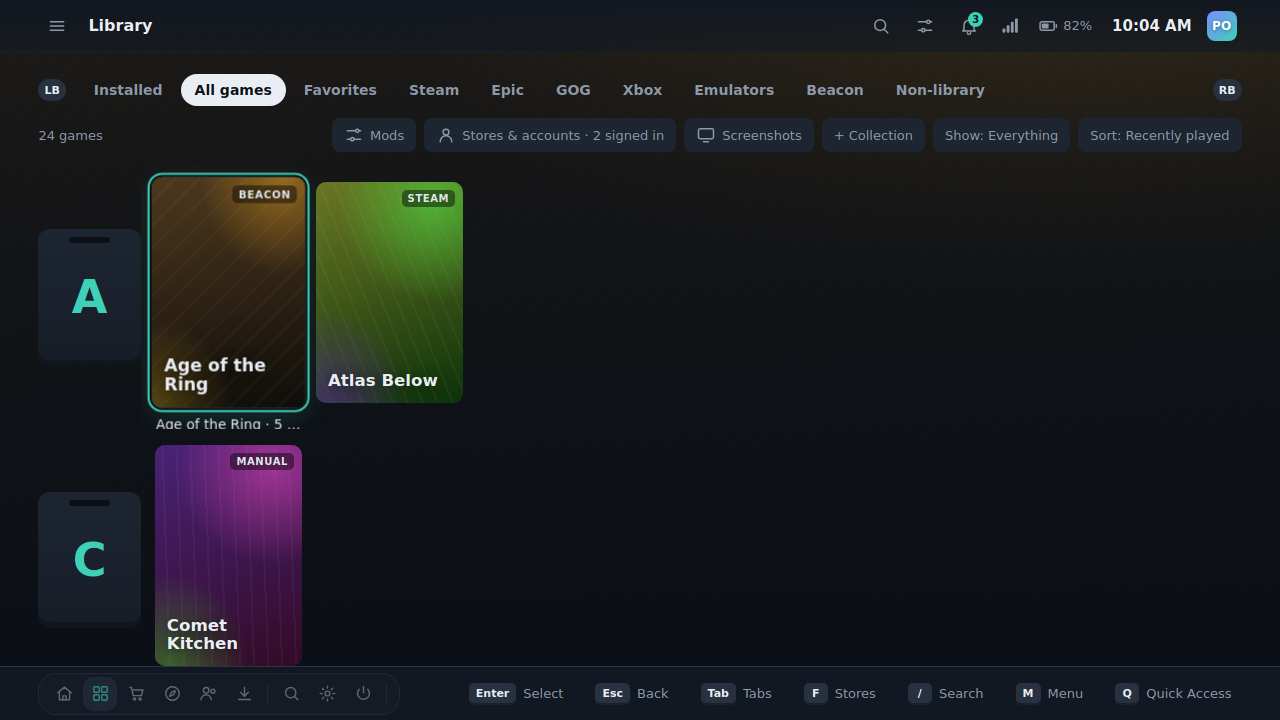 Library
3
82%
10:04 AM
PO
LB
Installed
All games
Favorites
Steam
Epic
GOG
Xbox
Emulators
Beacon
Non-library
RB
24 games
Mods
Stores & accounts · 2 signed in
Screenshots
+ Collection
Show: Everything
Sort: Recently played
A
BEACON
Age of the
Ring
Age of the Ring · 5 ...
STEAM
Atlas Below
C
MANUAL
Comet
Kitchen
Enter Select
Esc Back
Tab Tabs
F Stores
/ Search
M Menu
Q Quick Access